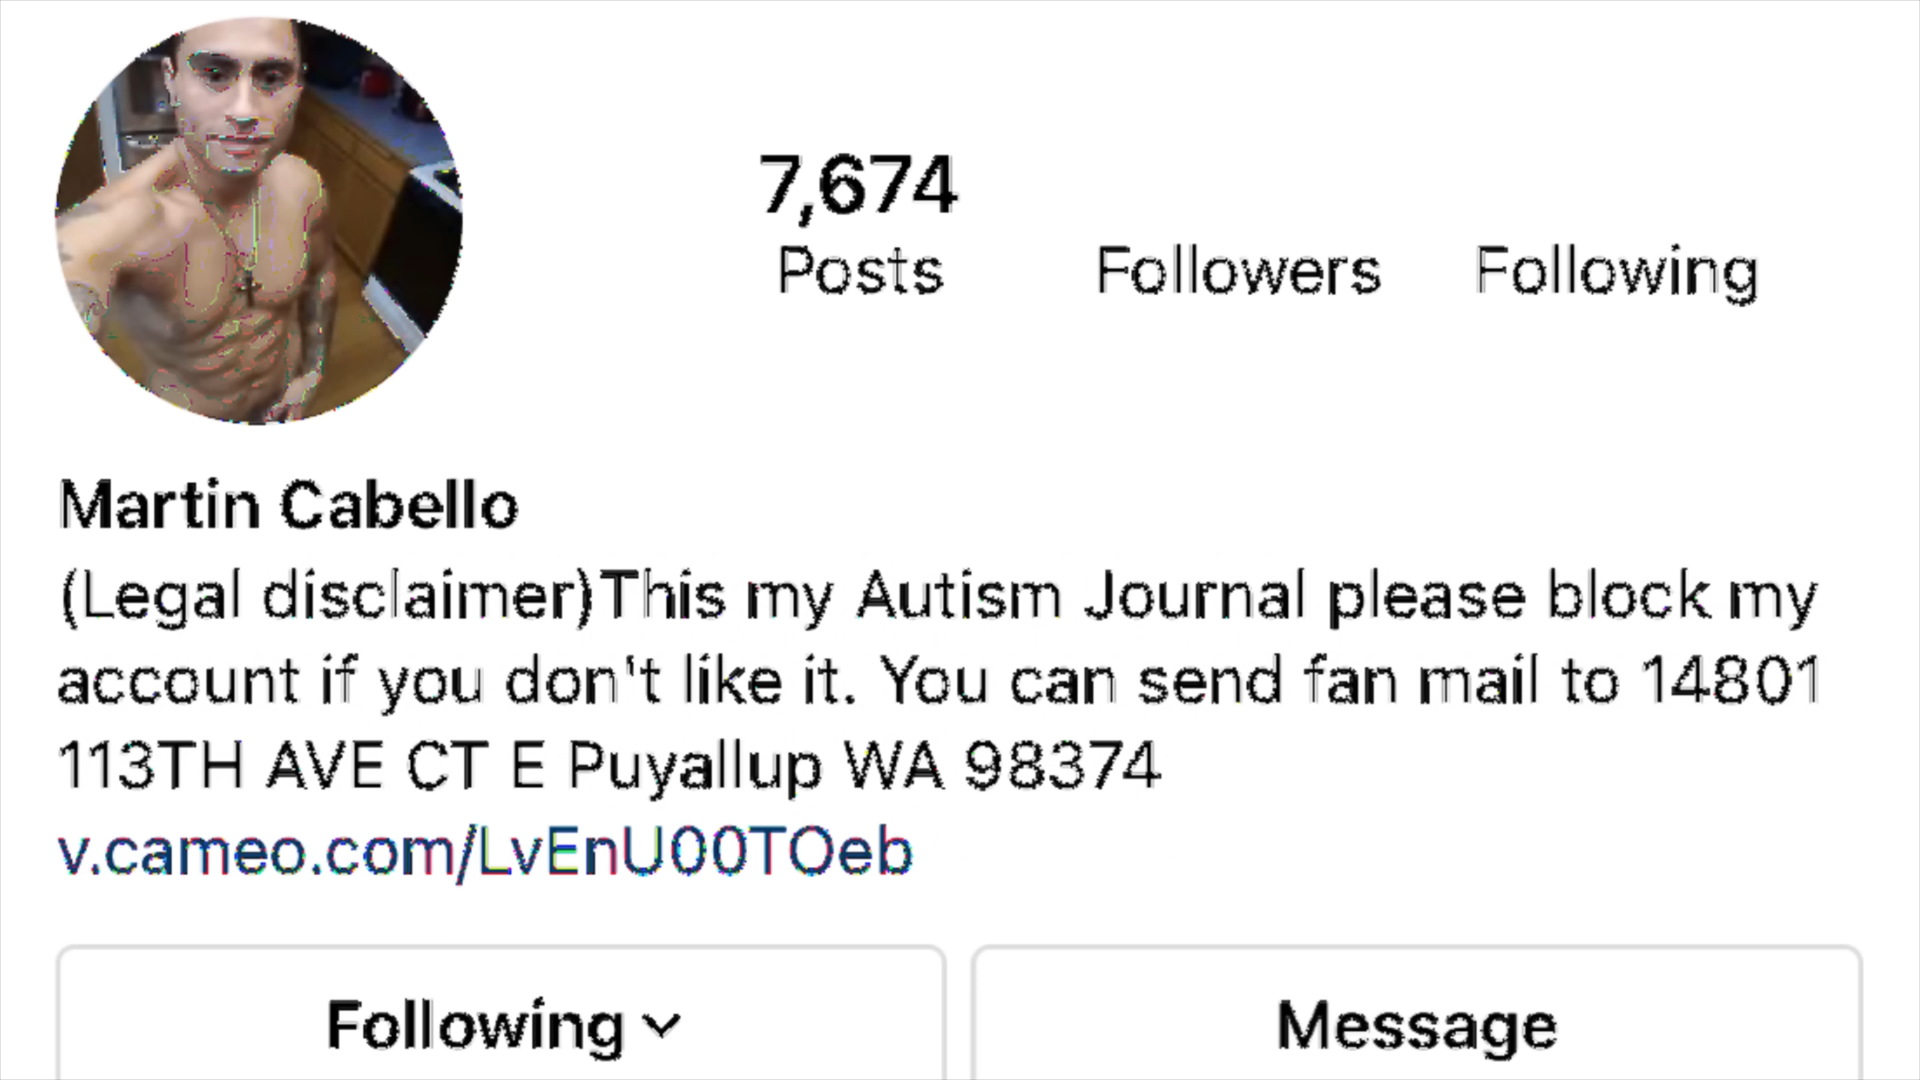 7,674
Posts Followers Following
Martin Cabello
(Legal disclaimer)This my Autism Journal please block my
account if you don't like it. You can send fan mail to 14801
113TH AVE CT E Puyallup WA 98374
v.cameo.com/LvEnU00TOeb
Following
Message